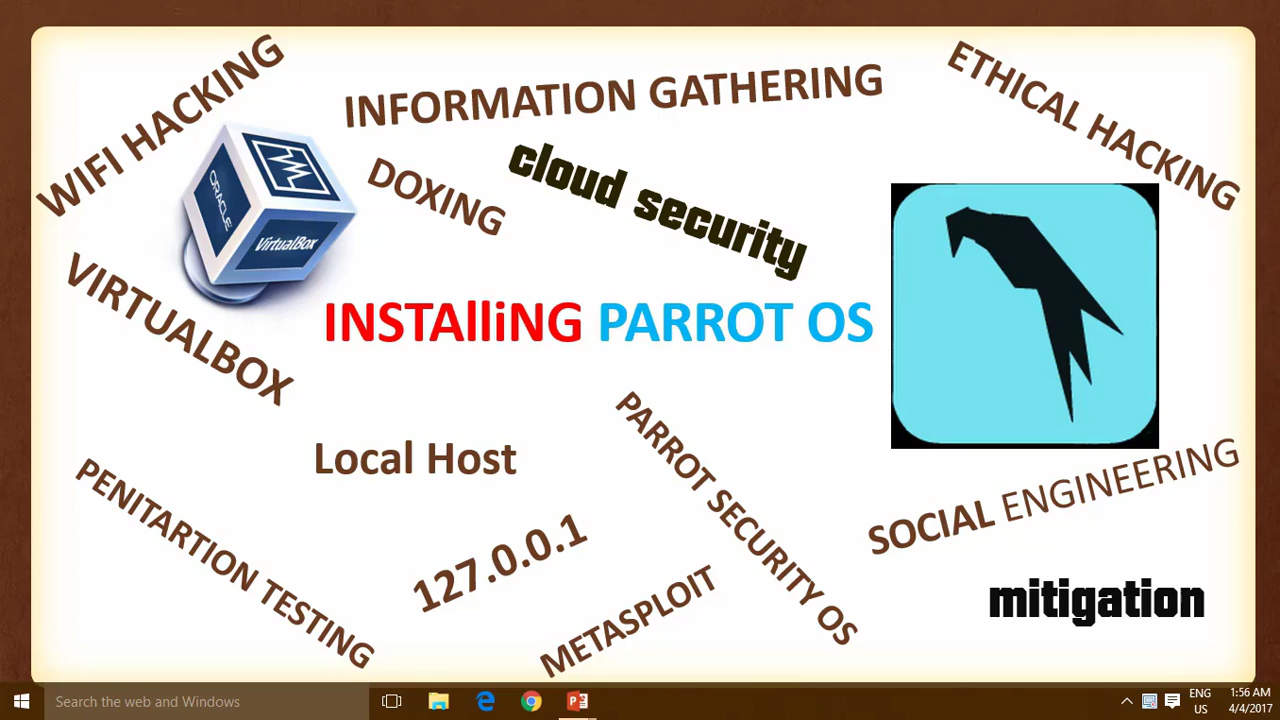 WIFI HACKING
INFORMATION GATHERING
ETHICAL HACKING
cloud security
DOXING
ORACLE
VirtualBox
VIRTUALBOX
INSTAlliNG PARROT OS
Local Host
PARROT SECURITY OS
PENITARTION TESTING
SOCIAL ENGINEERING
127.0.0.1
METASPLOIT
mitigation
Search the web and Windows
ENG
US
1:56 AM
4/4/2017